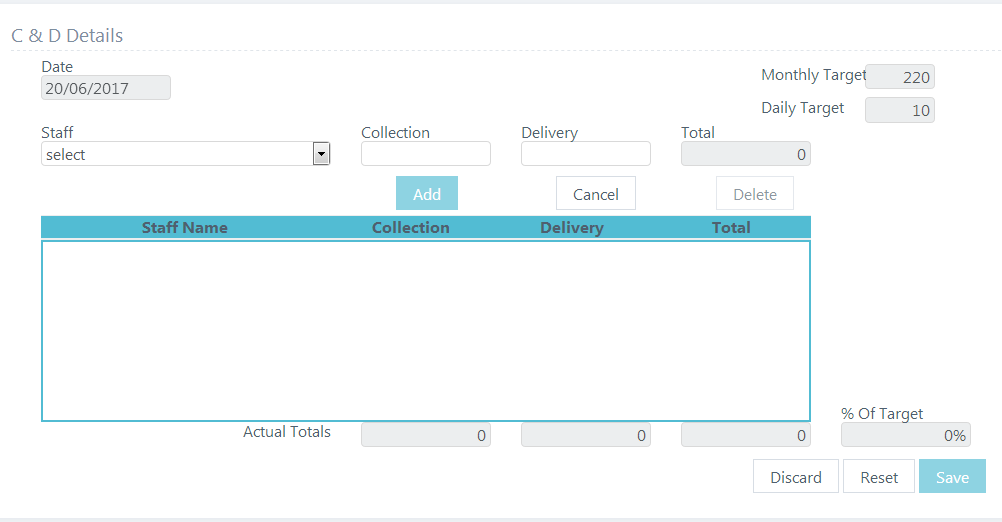 C & D Details
Date
20/06/2017
Monthly Target 220
Daily Target 10
Staff Collection Delivery Total
select 0
Add Cancel Delete
Staff Name Collection Delivery Total
% Of Target
Actual Totals 0 0 0 0%
Discard Reset Save